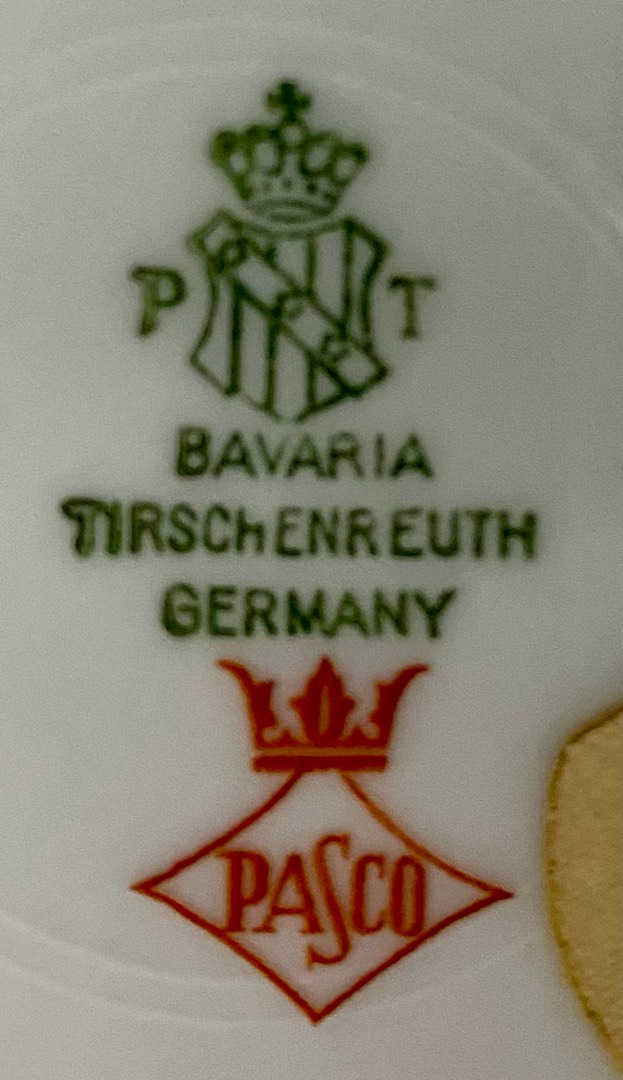 P T
BAVARIA
TIRSChENREUTH
GERMANY
PASCO